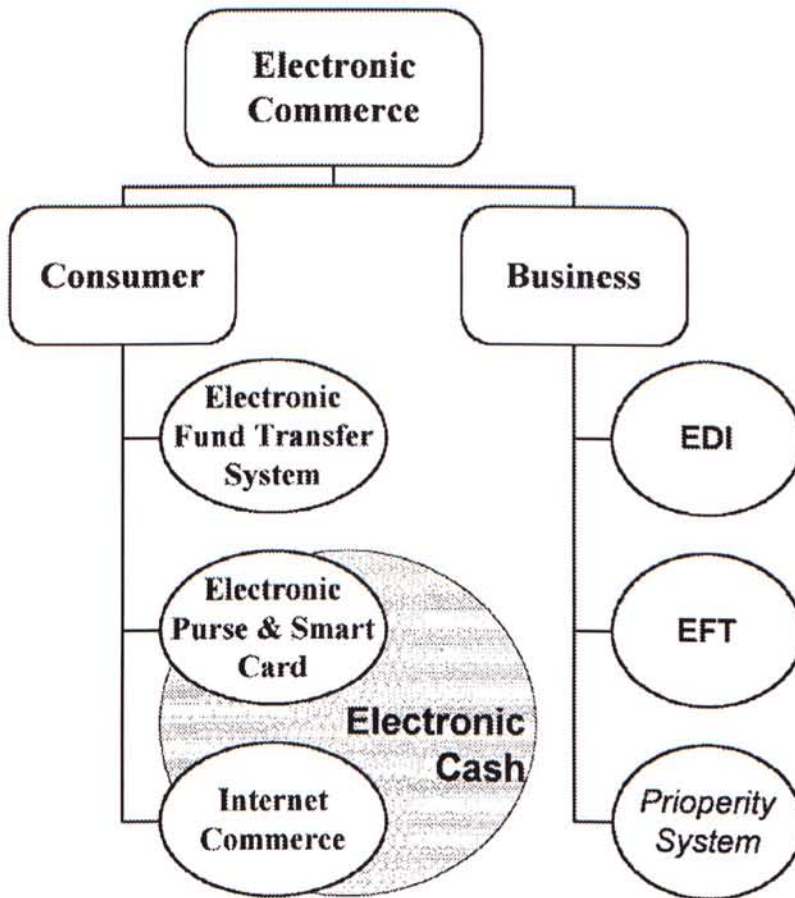 Electronic
Commerce
Consumer
Business
Electronic
Fund Transfer
System
EDI
Electronic
Purse & Smart
Card
EFT
Electronic
Cash
Internet
Commerce
Prioperity
System